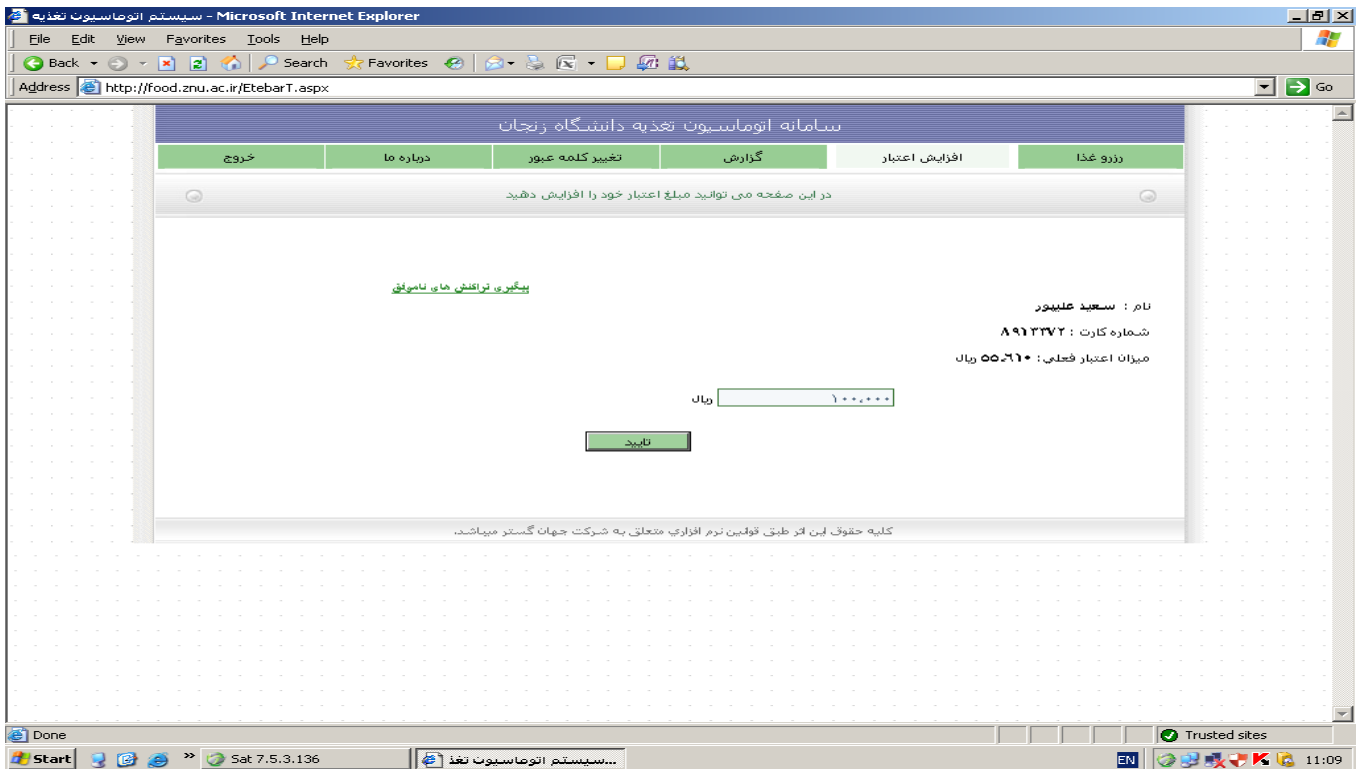 سیستم اتوماسیون تغذیه - Microsoft Internet Explorer
File Edit View Favorites Tools Help
Back Search Favorites
Address http://food.znu.ac.ir/EtebarT.aspx Go
سامانه اتوماسیون تغذیه دانشگاه زنجان
رزرو غذا افزایش اعتبار گزارش تغییر کلمه عبور درباره ما خروج
در این صفحه می توانید مبلغ اعتبار خود را افزایش دهید
پیگیری تراکنش های ناموفق
نام : سعید علیپور
شماره کارت : ۸۹۱۳۳۷۲
میزان اعتبار فعلی: ۵۵,۶۱۰ ریال
۱۰۰,۰۰۰ ریال
تایید
کلیه حقوق این اثر طبق قوانین نرم افزاري متعلق به شرکت جهان گستر میباشد.
Done Trusted sites
Start Sat 7.5.3.136 سیستم اتوماسیون تغذ... EN 11:09